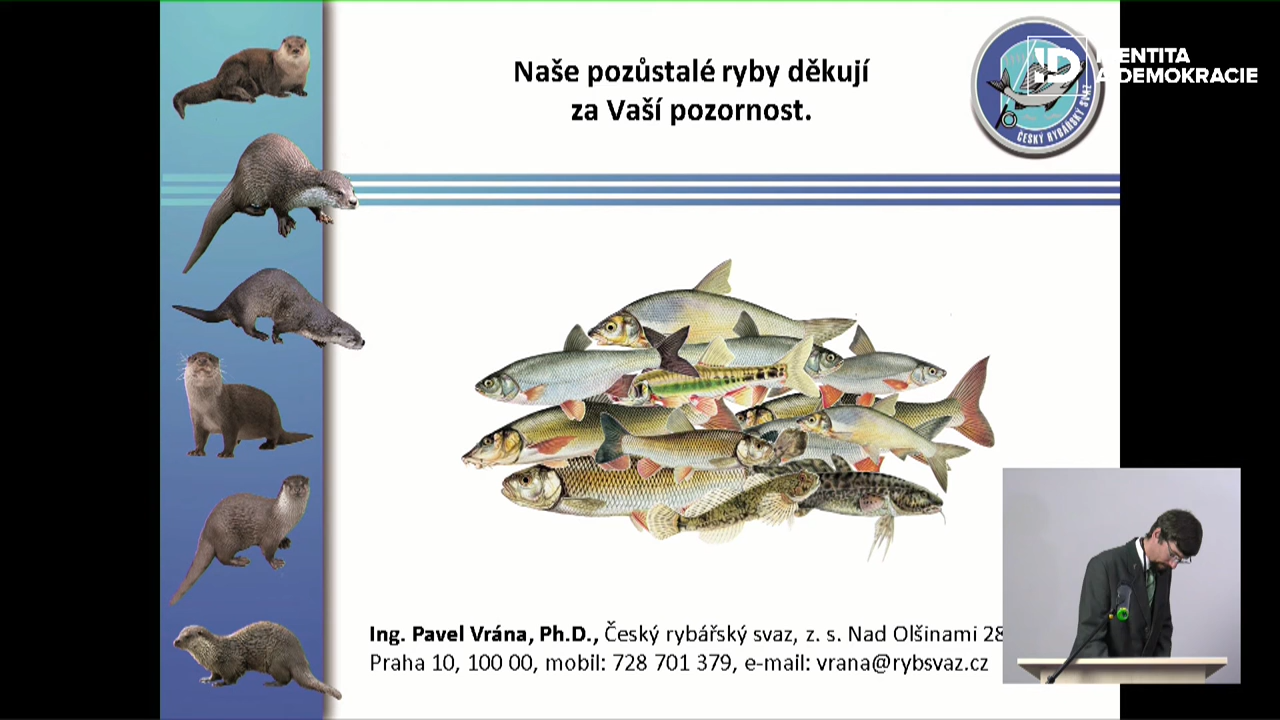 Naše pozůstalé ryby děkují
za Vaší pozornost.
ČESKÝ RYBÁŘSKÝ SVAZ
ID
DEMOKRACIE
Ing. Pavel Vrána, Ph.D., Český rybářský svaz, z. s. Nad Olšinami 28
Praha 10, 100 00, mobil: 728 701 379, e-mail: vrana@rybsvaz.cz